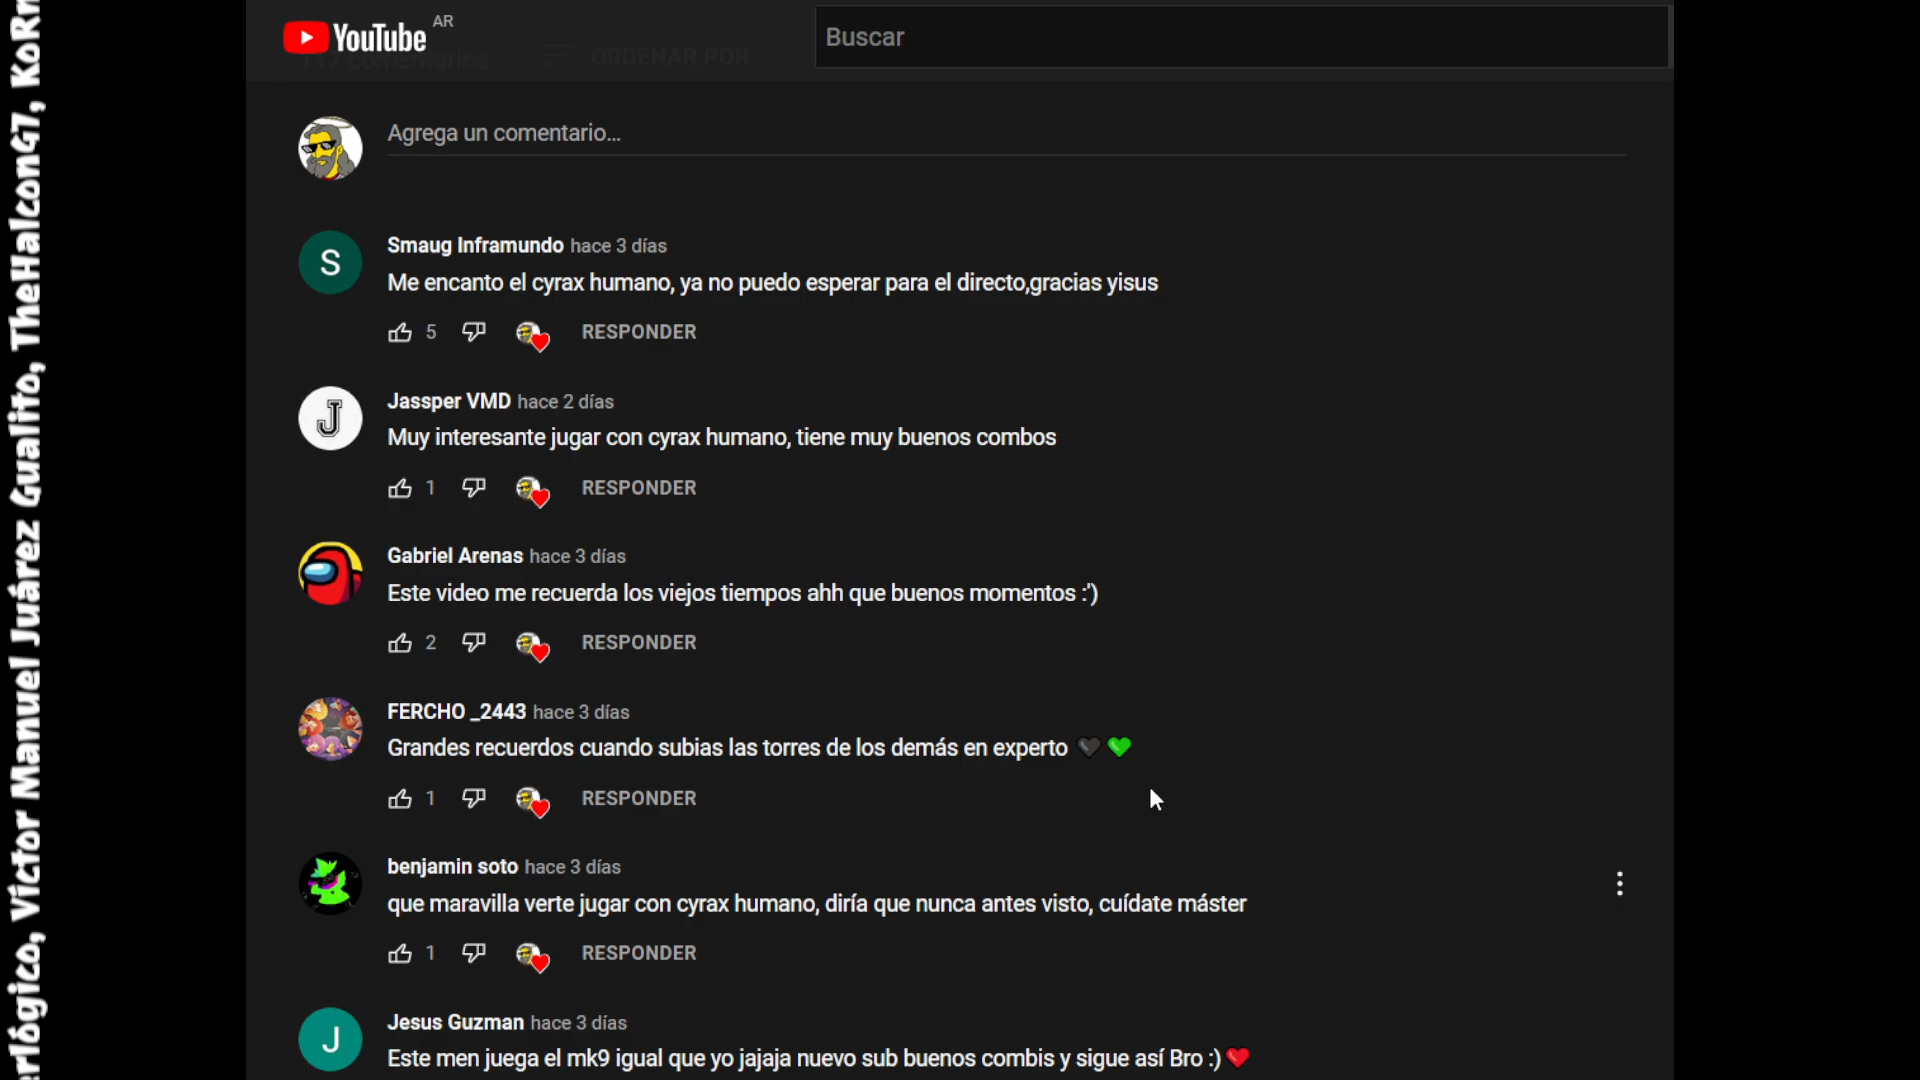 YouTube AR
Buscar
117 comentarios ORDENAR POR
Agrega un comentario...
S
Smaug Inframundo hace 3 días
Me encanto el cyrax humano, ya no puedo esperar para el directo,gracias yisus
5 RESPONDER
J
Jassper VMD hace 2 días
Muy interesante jugar con cyrax humano, tiene muy buenos combos
1 RESPONDER
Gabriel Arenas hace 3 días
Este video me recuerda los viejos tiempos ahh que buenos momentos :')
2 RESPONDER
FERCHO _2443 hace 3 días
Grandes recuerdos cuando subias las torres de los demás en experto 🖤 💚
1 RESPONDER
benjamin soto hace 3 días
que maravilla verte jugar con cyrax humano, diría que nunca antes visto, cuídate máster
1 RESPONDER
J
Jesus Guzman hace 3 días
Este men juega el mk9 igual que yo jajaja nuevo sub buenos combis y sigue así Bro :) ❤️
erlógico, Víctor Manuel Juárez Gualito, TheHalcon47, KoRn